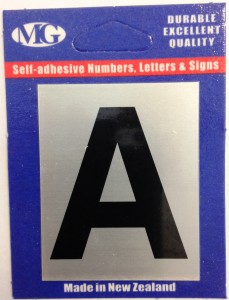 MG
DURABLE
EXCELLENT
QUALITY
Self-adhesive Numbers, Letters & Signs
A
Made in New Zealand